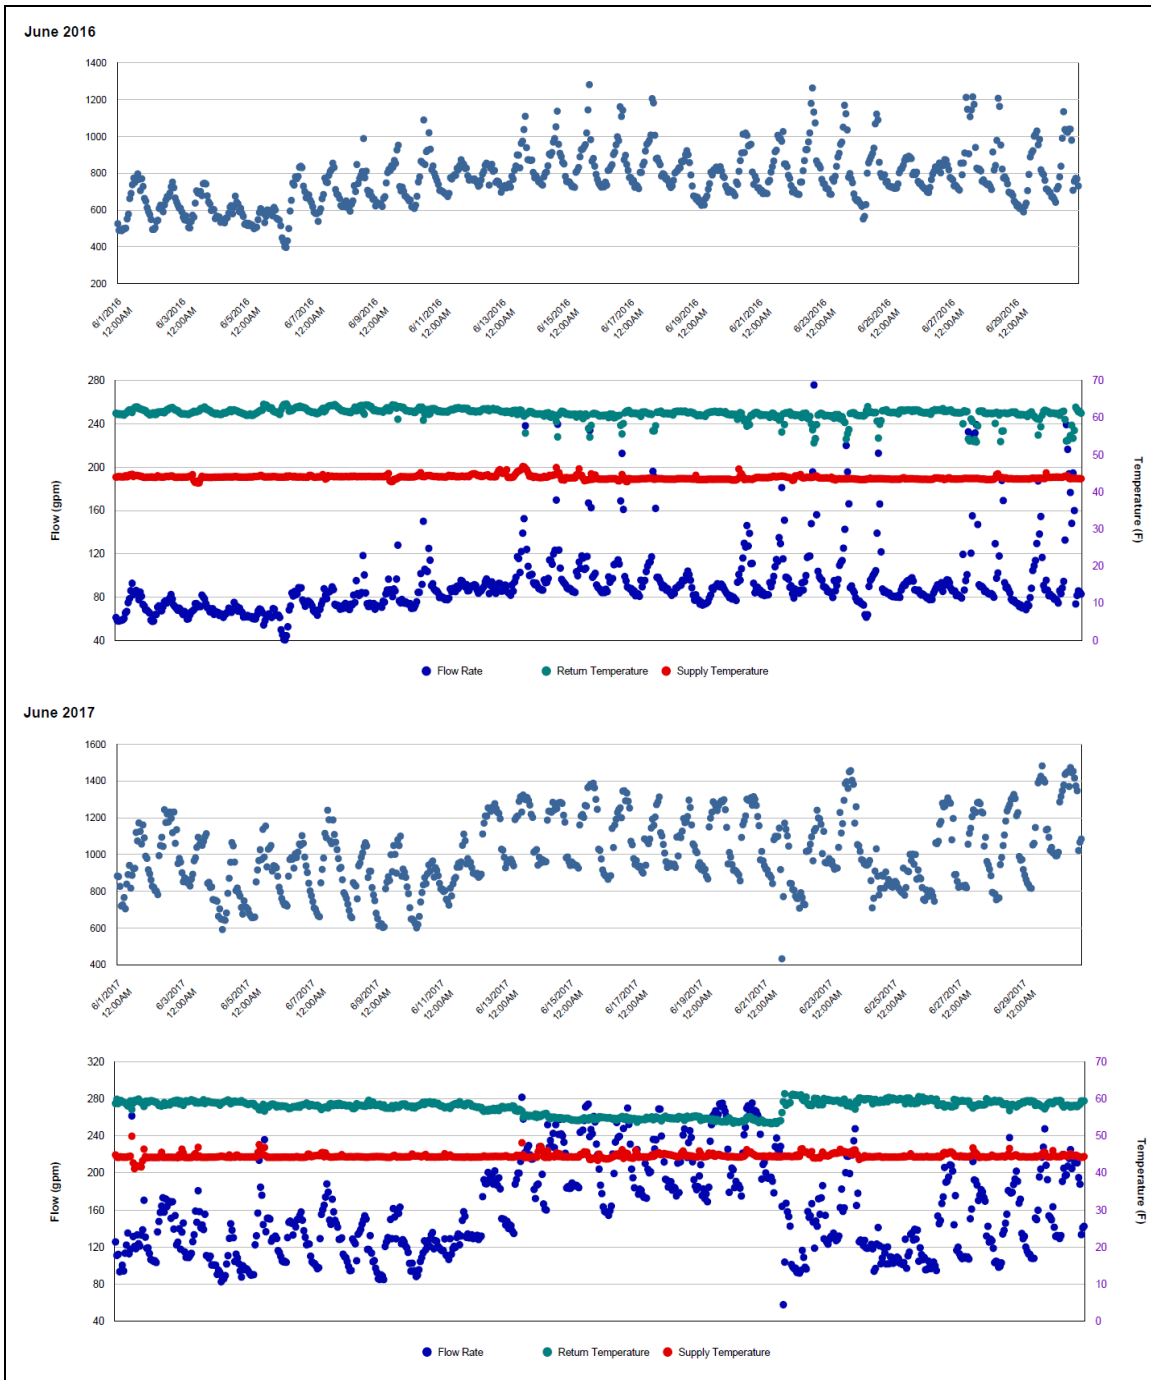 June 2016
1400
1200
1000
800
600
400
200
6/1/2016 12:00AM
6/3/2016 12:00AM
6/5/2016 12:00AM
6/7/2016 12:00AM
6/9/2016 12:00AM
6/11/2016 12:00AM
6/13/2016 12:00AM
6/15/2016 12:00AM
6/17/2016 12:00AM
6/19/2016 12:00AM
6/21/2016 12:00AM
6/23/2016 12:00AM
6/25/2016 12:00AM
6/27/2016 12:00AM
6/29/2016 12:00AM
Flow (gpm)
280
240
200
160
120
80
40
70
60
50
40
30
20
10
0
Temperature (F)
Flow Rate Return Temperature Supply Temperature
June 2017
1600
1400
1200
1000
800
600
400
6/1/2017 12:00AM
6/3/2017 12:00AM
6/5/2017 12:00AM
6/7/2017 12:00AM
6/9/2017 12:00AM
6/11/2017 12:00AM
6/13/2017 12:00AM
6/15/2017 12:00AM
6/17/2017 12:00AM
6/19/2017 12:00AM
6/21/2017 12:00AM
6/23/2017 12:00AM
6/25/2017 12:00AM
6/27/2017 12:00AM
6/29/2017 12:00AM
Flow (gpm)
320
280
240
200
160
120
80
40
70
60
50
40
30
20
10
0
Temperature (F)
Flow Rate Return Temperature Supply Temperature